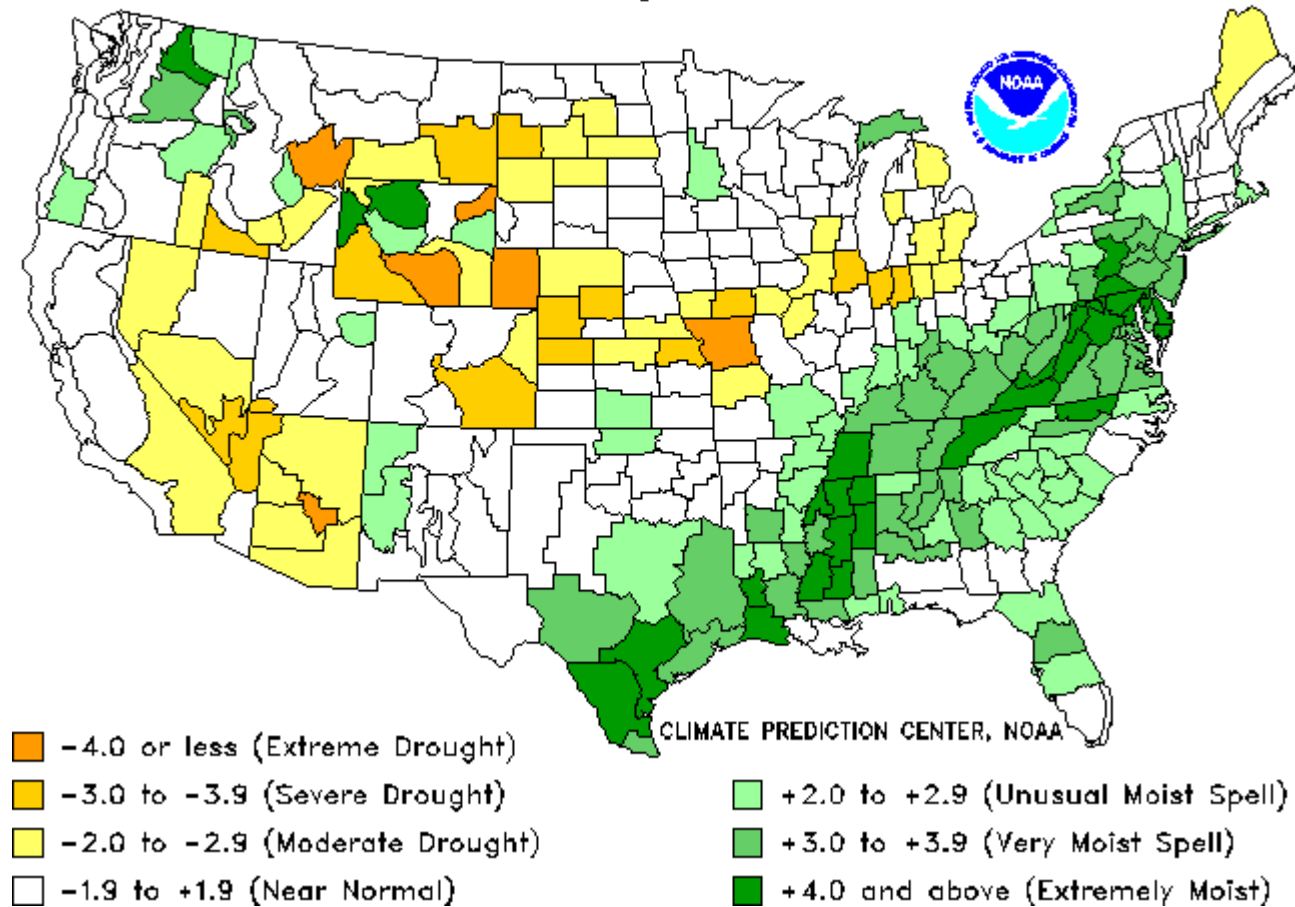 NOAA
CLIMATE PREDICTION CENTER, NOAA
-4.0 or less (Extreme Drought)
-3.0 to -3.9 (Severe Drought)
-2.0 to -2.9 (Moderate Drought)
-1.9 to +1.9 (Near Normal)
+2.0 to +2.9 (Unusual Moist Spell)
+3.0 to +3.9 (Very Moist Spell)
+4.0 and above (Extremely Moist)